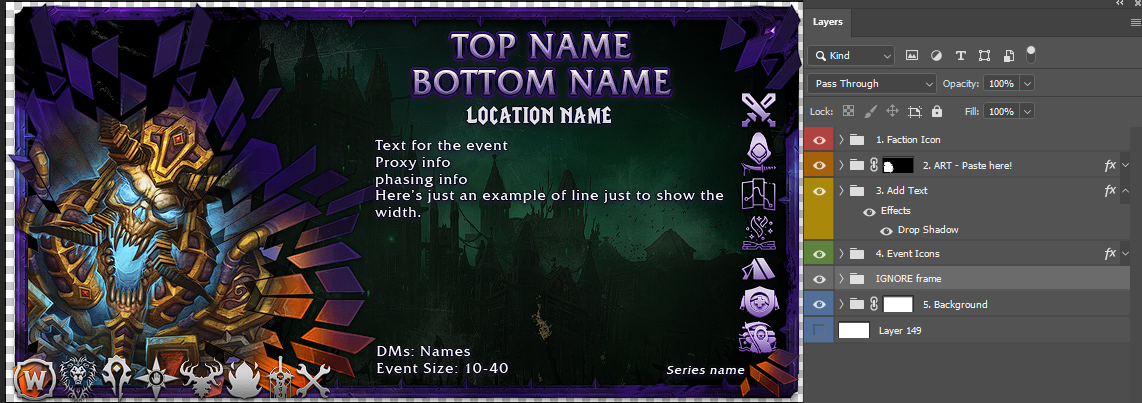 TOP NAME
BOTTOM NAME
LOCATION NAME
Text for the event
Proxy info
phasing info
Here's just an example of line just to show the
width.
DMs: Names
Event Size: 10-40
Series name
W
Layers
Kind
T
Pass Through
Opacity: 100%
Lock:
Fill: 100%
1. Faction Icon
2. ART - Paste here!
fx
3. Add Text
fx
Effects
Drop Shadow
4. Event Icons
fx
IGNORE frame
5. Background
Layer 149